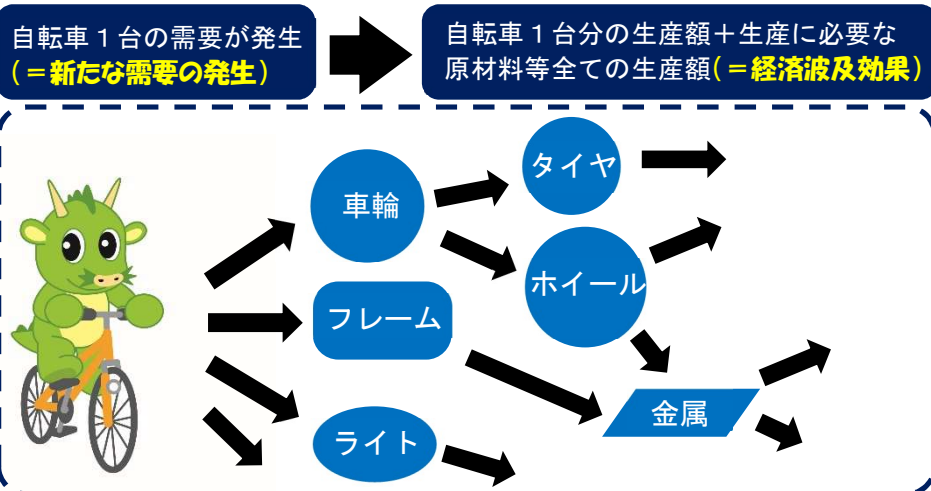 自転車１台の需要が発生
(＝新たな需要の発生)
自転車１台分の生産額＋生産に必要な
原材料等全ての生産額(＝経済波及効果)
タイヤ
車輪
ホイール
フレーム
金属
ライト